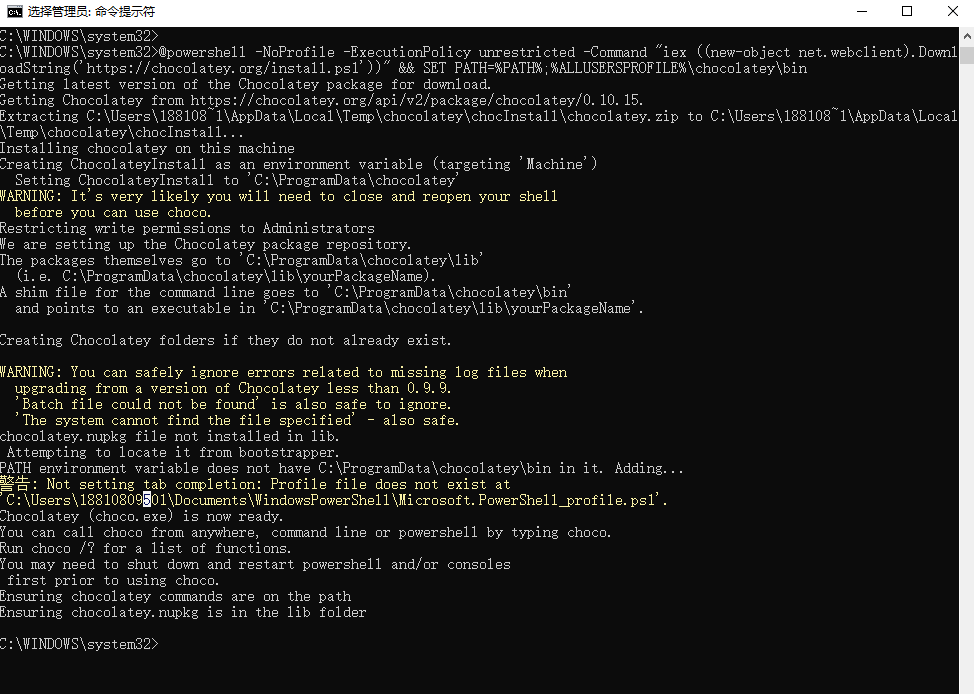 选择管理员: 命令提示符
C:\WINDOWS\system32>
C:\WINDOWS\system32>@powershell -NoProfile -ExecutionPolicy unrestricted -Command "iex ((new-object net.webclient).Downl
oadString('https://chocolatey.org/install.ps1'))" && SET PATH=%PATH%;%ALLUSERSPROFILE%\chocolatey\bin
Getting latest version of the Chocolatey package for download.
Getting Chocolatey from https://chocolatey.org/api/v2/package/chocolatey/0.10.15.
Extracting C:\Users\188108~1\AppData\Local\Temp\chocolatey\chocInstall\chocolatey.zip to C:\Users\188108~1\AppData\Local
\Temp\chocolatey\chocInstall...
Installing chocolatey on this machine
Creating ChocolateyInstall as an environment variable (targeting 'Machine')
  Setting ChocolateyInstall to 'C:\ProgramData\chocolatey'
WARNING: It's very likely you will need to close and reopen your shell
  before you can use choco.
Restricting write permissions to Administrators
We are setting up the Chocolatey package repository.
The packages themselves go to 'C:\ProgramData\chocolatey\lib'
  (i.e. C:\ProgramData\chocolatey\lib\yourPackageName).
A shim file for the command line goes to 'C:\ProgramData\chocolatey\bin'
  and points to an executable in 'C:\ProgramData\chocolatey\lib\yourPackageName'.

Creating Chocolatey folders if they do not already exist.

WARNING: You can safely ignore errors related to missing log files when
  upgrading from a version of Chocolatey less than 0.9.9.
  'Batch file could not be found' is also safe to ignore.
  'The system cannot find the file specified' - also safe.
chocolatey.nupkg file not installed in lib.
 Attempting to locate it from bootstrapper.
PATH environment variable does not have C:\ProgramData\chocolatey\bin in it. Adding...
警告: Not setting tab completion: Profile file does not exist at
'C:\Users\18810809501\Documents\WindowsPowerShell\Microsoft.PowerShell_profile.ps1'.
Chocolatey (choco.exe) is now ready.
You can call choco from anywhere, command line or powershell by typing choco.
Run choco /? for a list of functions.
You may need to shut down and restart powershell and/or consoles
 first prior to using choco.
Ensuring chocolatey commands are on the path
Ensuring chocolatey.nupkg is in the lib folder

C:\WINDOWS\system32>